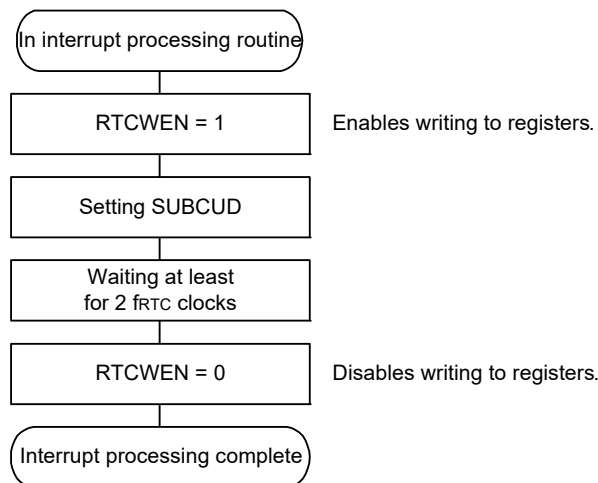 In interrupt processing routine
RTCWEN = 1
Enables writing to registers.
Setting SUBCUD
Waiting at least
for 2 fRTC clocks
RTCWEN = 0
Disables writing to registers.
Interrupt processing complete